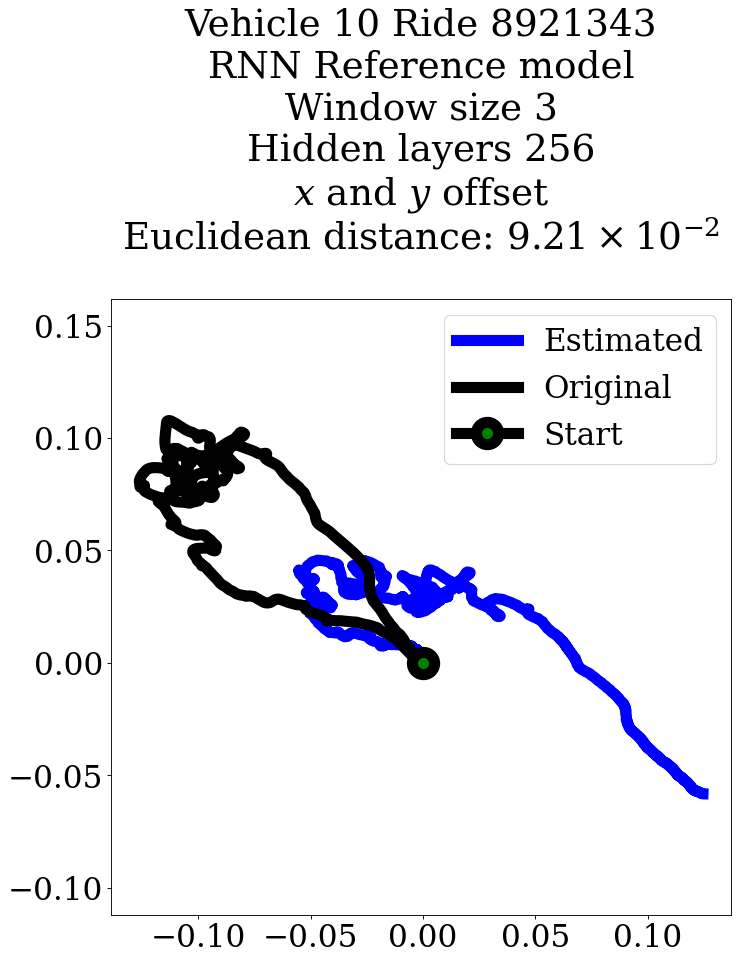 Vehicle 10 Ride 8921343
RNN Reference model
Window size 3
Hidden layers 256
x and y offset
Euclidean distance: 9.21 × 10⁻²
Estimated
Original
Start
0.15
0.10
0.05
0.00
−0.05
−0.10
−0.10 −0.05 0.00 0.05 0.10